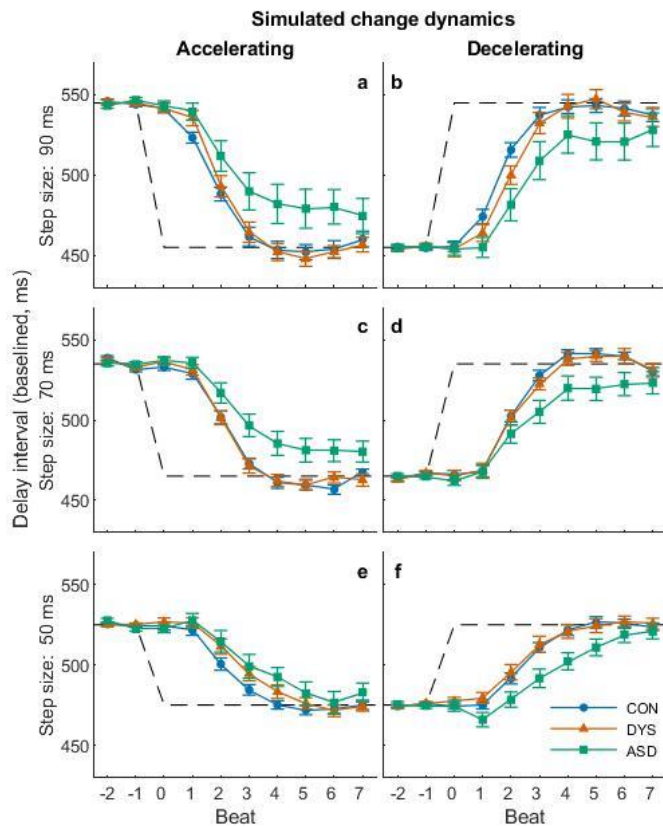 Simulated change dynamics
Accelerating
Decelerating
Delay interval (baselined, ms)
Step size: 90 ms
550
500
450
a
b
Step size: 70 ms
550
500
450
c
d
Step size: 50 ms
550
500
450
e
f
CON
DYS
ASD
-2 -1 0 1 2 3 4 5 6 7
-2 -1 0 1 2 3 4 5 6 7
Beat
Beat